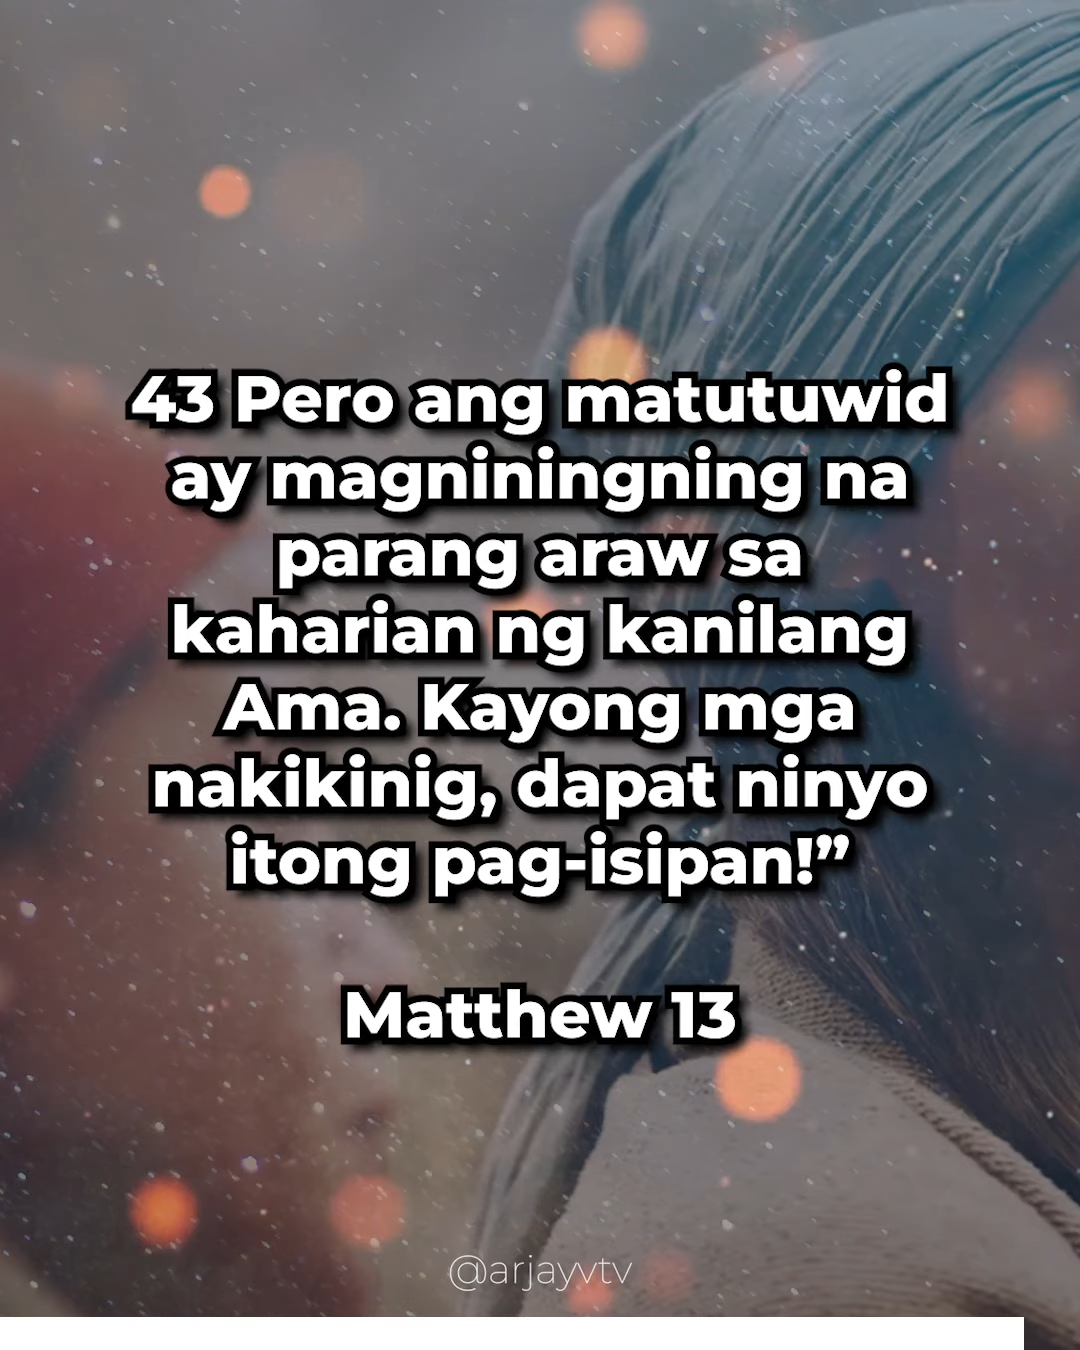 43 Pero ang matutuwid
ay magniningning na
parang araw sa
kaharian ng kanilang
Ama. Kayong mga
nakikinig, dapat ninyo
itong pag-isipan!”
Matthew 13
@arjayvtv